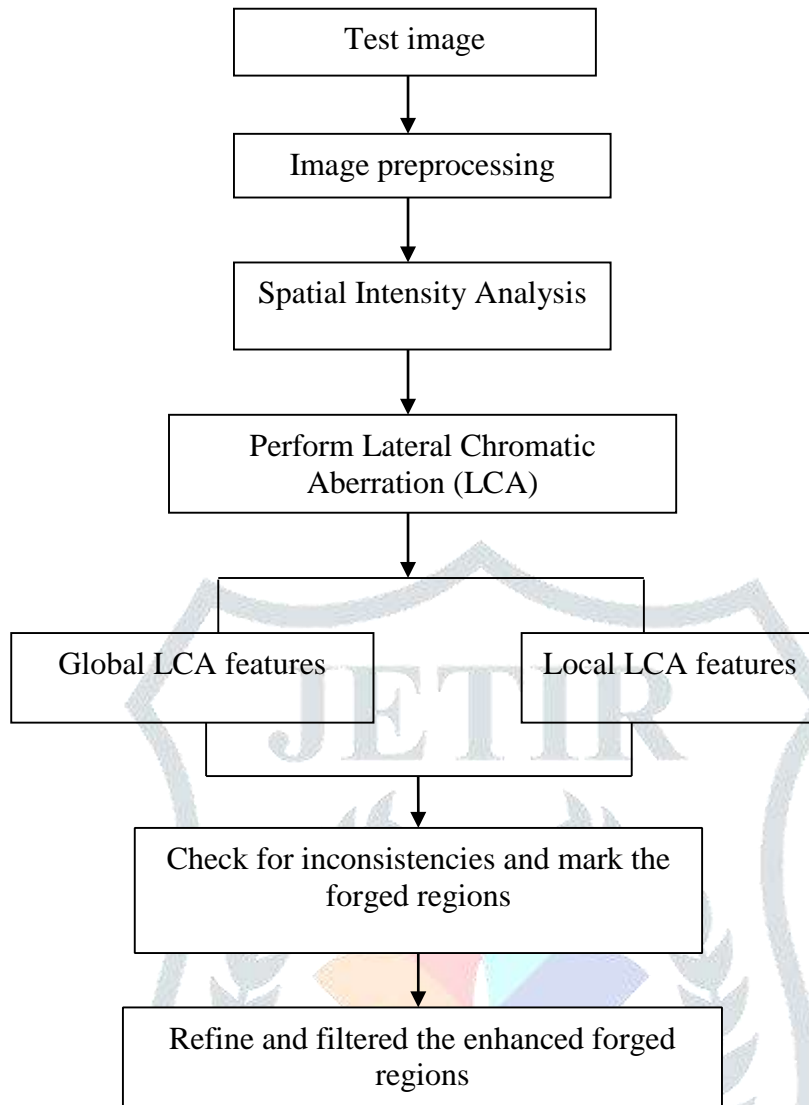 Test image
Image preprocessing
Spatial Intensity Analysis
Perform Lateral Chromatic
Aberration (LCA)
Global LCA features
Local LCA features
JETIR
Check for inconsistencies and mark the
forged regions
Refine and filtered the enhanced forged
regions